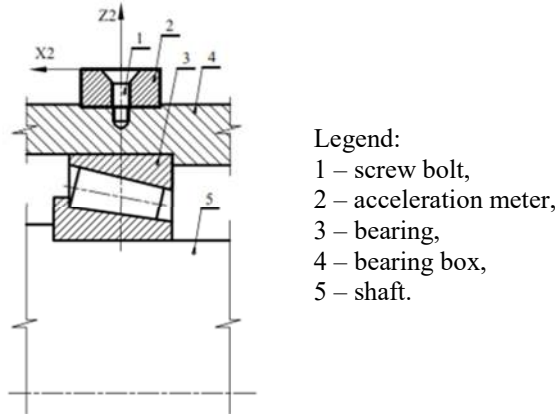 Z2
X2
1
2
3
4
5
Legend:
1 – screw bolt,
2 – acceleration meter,
3 – bearing,
4 – bearing box,
5 – shaft.